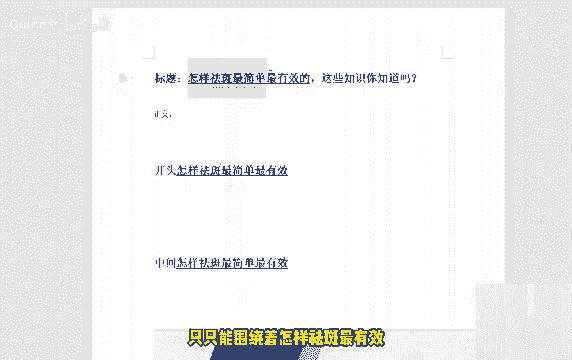 Quinn
标题：怎样祛斑最简单最有效的，这些知识你知道吗？
正文：
开头怎样祛斑最简单最有效
中间怎样祛斑最简单最有效
只只能围绕着怎样祛斑最有效